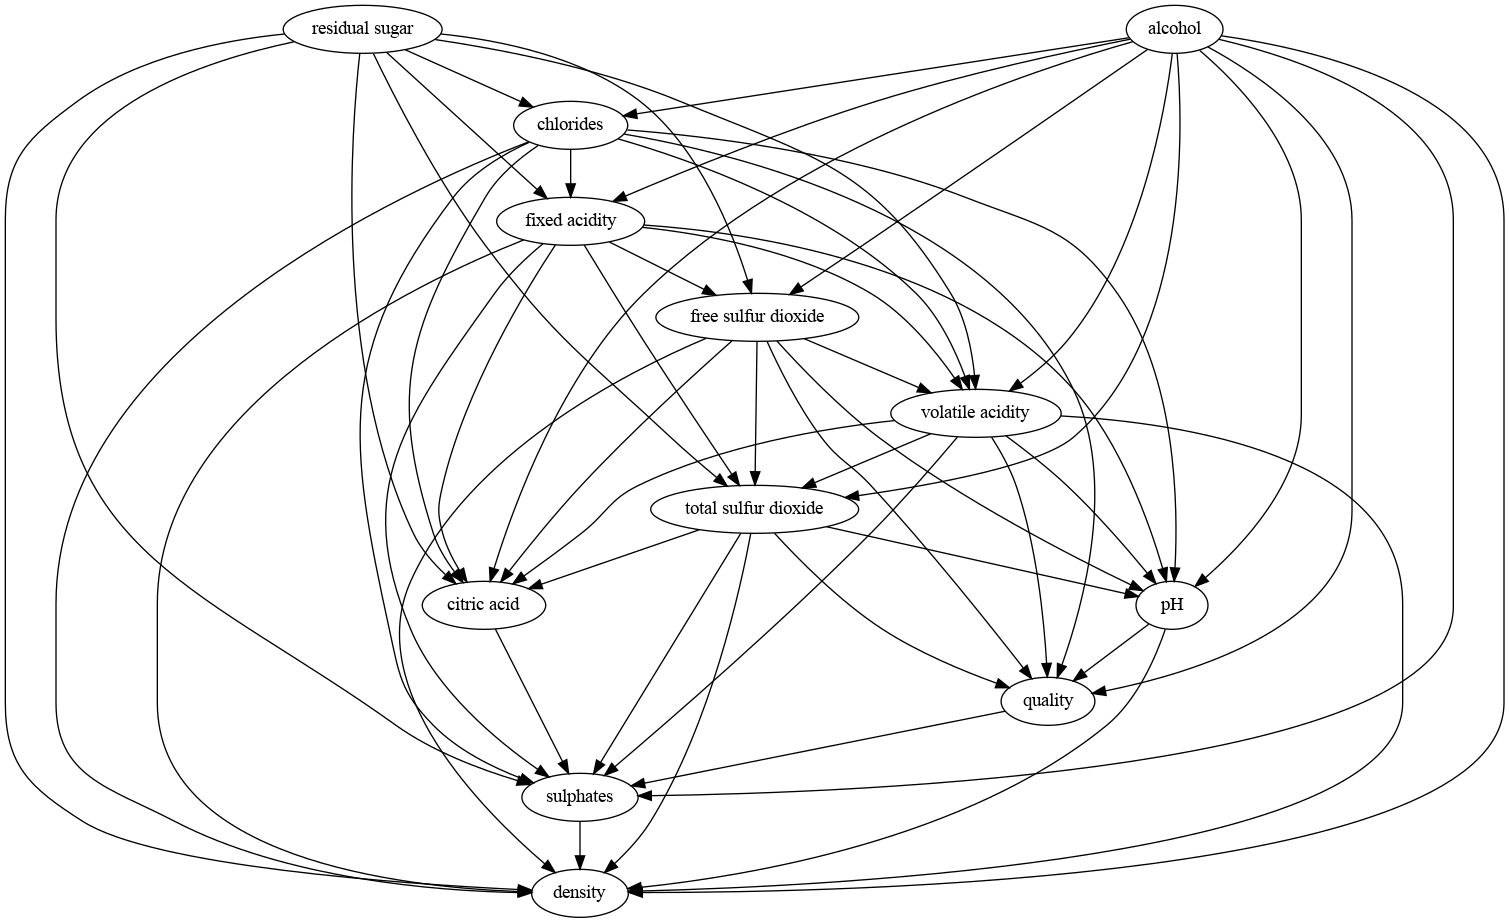 residual sugar
alcohol
chlorides
fixed acidity
free sulfur dioxide
volatile acidity
total sulfur dioxide
citric acid
pH
quality
sulphates
density